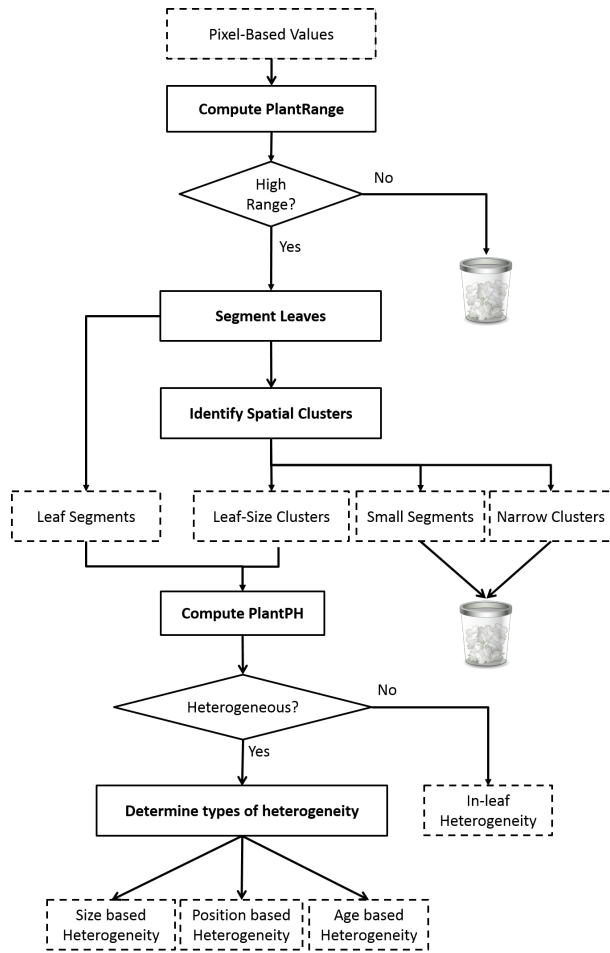 Pixel-Based Values
Compute PlantRange
High
Range?
No
Yes
Segment Leaves
Identify Spatial Clusters
Leaf Segments
Leaf-Size Clusters
Small Segments
Narrow Clusters
Compute PlantPH
Heterogeneous?
No
Yes
Determine types of heterogeneity
In-leaf
Heterogeneity
Size based
Heterogeneity
Position based
Heterogeneity
Age based
Heterogeneity